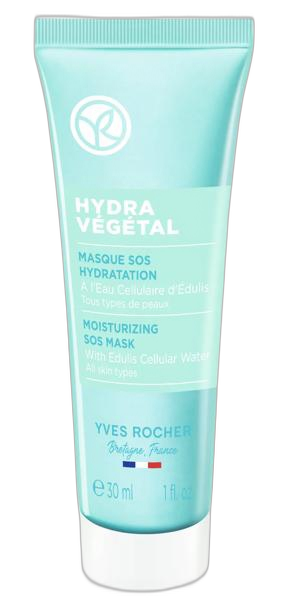 HYDRA
VÉGÉTAL
MASQUE SOS
HYDRATATION
A l'Eau Cellulaire d'Edulis
Tous types de peaux
MOISTURIZING
SOS MASK
With Edulis Cellular Water
All skin types
YVES ROCHER
Bretagne, France
℮ 30 ml 1 fl. oz